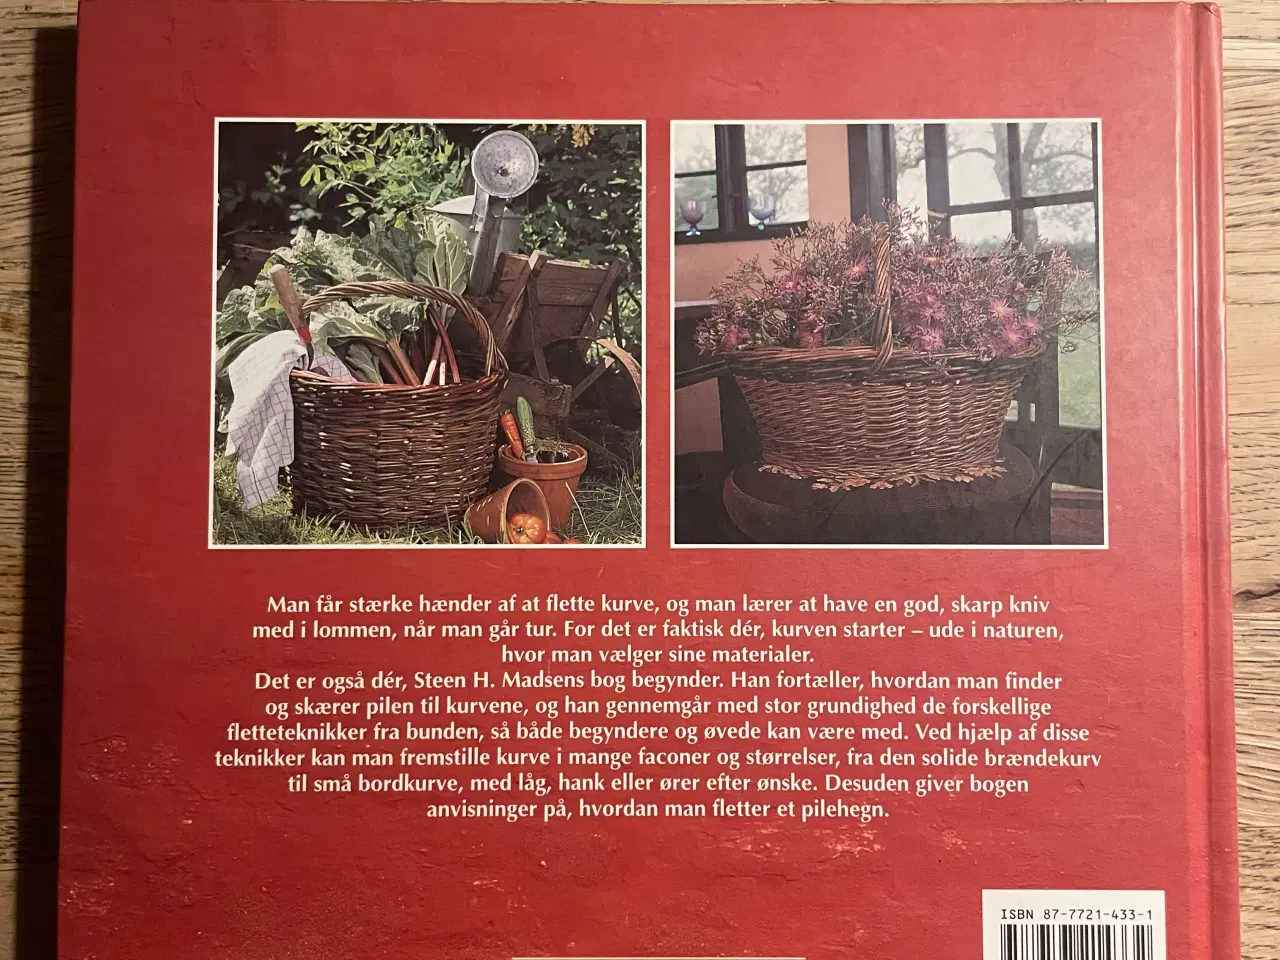 Man får stærke hænder af at flette kurve, og man lærer at have en god, skarp kniv
med i lommen, når man går tur. For det er faktisk dér, kurven starter – ude i naturen,
hvor man vælger sine materialer.
Det er også dér, Steen H. Madsens bog begynder. Han fortæller, hvordan man finder
og skærer pilen til kurvene, og han gennemgår med stor grundighed de forskellige
fletteteknikker fra bunden, så både begyndere og øvede kan være med. Ved hjælp af disse
teknikker kan man fremstille kurve i mange faconer og størrelser, fra den solide brændekurv
til små bordkurve, med låg, hank eller ører efter ønske. Desuden giver bogen
anvisninger på, hvordan man fletter et pilehegn.
ISBN 87-7721-433-1